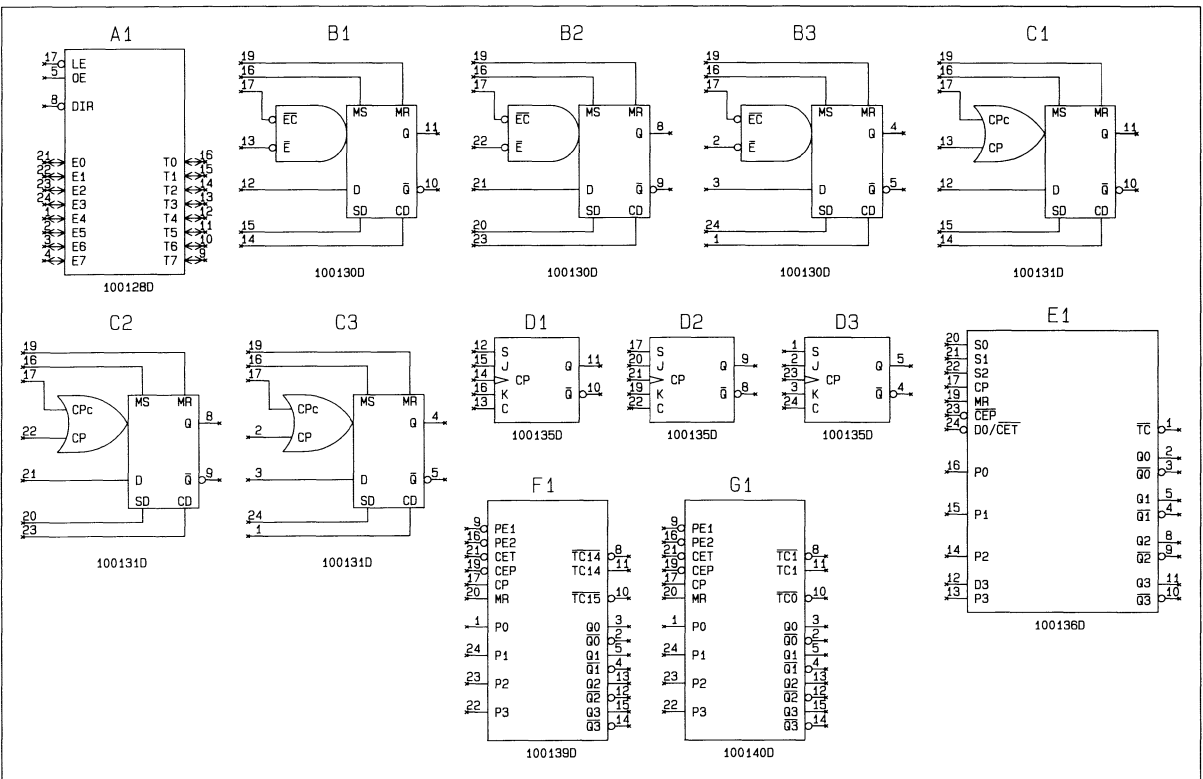 A1 B1 B2 B3 C1
17 LE
5 OE
8 DIR
21 E0 T0 16
22 E1 T1 15
23 E2 T2 14
24 E3 T3 13
1 E4 T4 12
2 E5 T5 11
3 E6 T6 10
4 E7 T7 9
100128D
19
16
17
MS MR
EC
Q 11
13 E
12 D Q 10
SD CD
15
14
100130D
19
16
17
MS MR
EC
Q 8
22 E
21 D Q 9
SD CD
20
23
100130D
19
16
17
MS MR
EC
Q 4
2 E
3 D Q 5
SD CD
24
1
100130D
19
16
17
MS MR
CPc
Q 11
13 CP
12 D Q 10
SD CD
15
14
100131D
C2 C3 D1 D2 D3 E1
19
16
17
MS MR
CPc
Q 8
22 CP
21 D Q 9
SD CD
20
23
100131D
19
16
17
MS MR
CPc
Q 4
2 CP
3 D Q 5
SD CD
24
1
100131D
12 S
15 J Q 11
14 CP
16 K Q 10
13 C
100135D
17 S
20 J Q 9
21 CP
19 K Q 8
22 C
100135D
1 S
2 J Q 5
23 CP
3 K Q 4
24 C
100135D
20 S0
21 S1
22 S2
17 CP
19 MR
23 CEP
24 D0/CET TC 1
Q0 2
16 P0 Q0 3
Q1 5
15 P1 Q1 4
Q2 8
14 P2 Q2 9
12 D3 Q3 11
13 P3 Q3 10
100136D
F1 G1
9 PE1
16 PE2
21 CET TC14 8
19 CEP TC14 11
17 CP
20 MR TC15 10
1 P0 Q0 3
Q0 2
24 P1 Q1 5
Q1 4
23 P2 Q2 13
Q2 12
22 P3 Q3 15
Q3 14
100139D
9 PE1
16 PE2
21 CET TC1 8
19 CEP TC1 11
17 CP
20 MR TC0 10
1 P0 Q0 3
Q0 2
24 P1 Q1 5
Q1 4
23 P2 Q2 13
Q2 12
22 P3 Q3 15
Q3 14
100140D